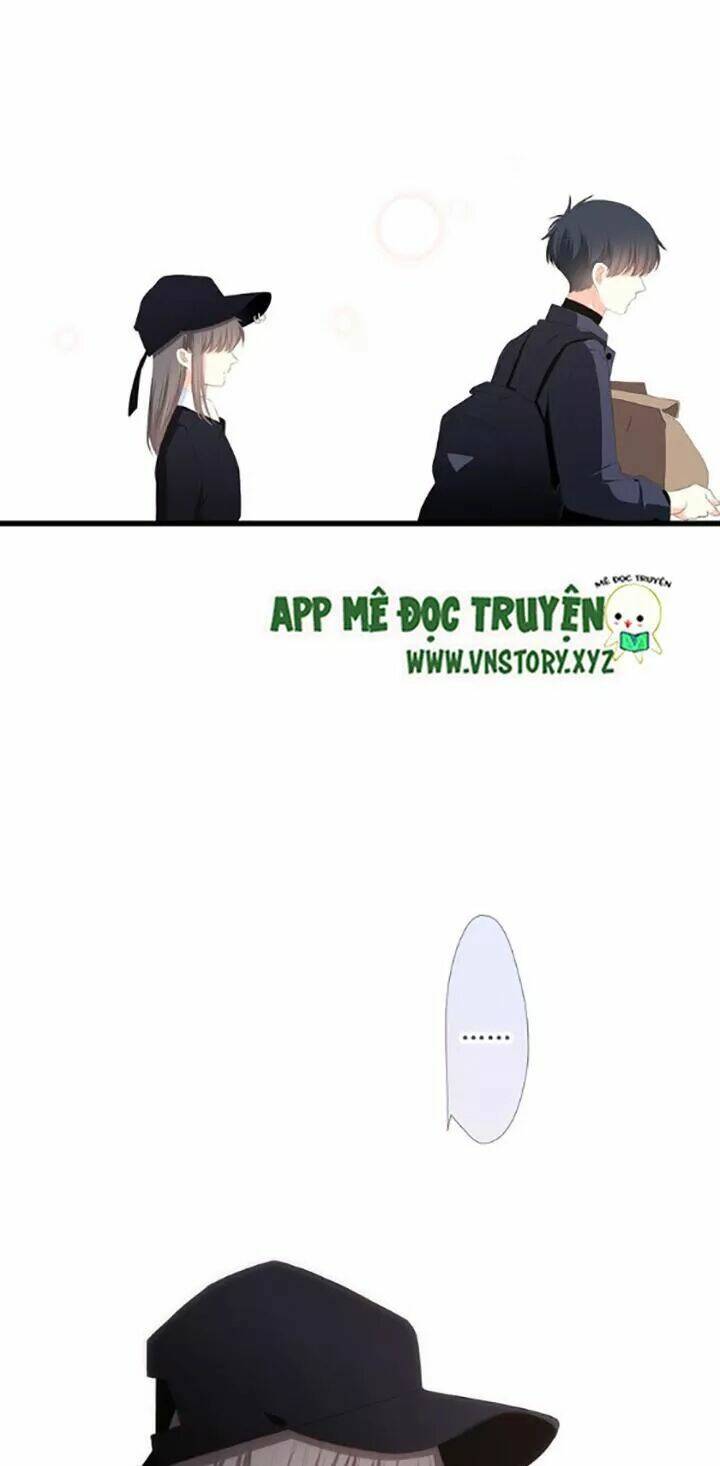 MÊ ĐỌC TRUYỆN
APP MÊ ĐỌC TRUYỆN
WWW.VNSTORY.XYZ
......